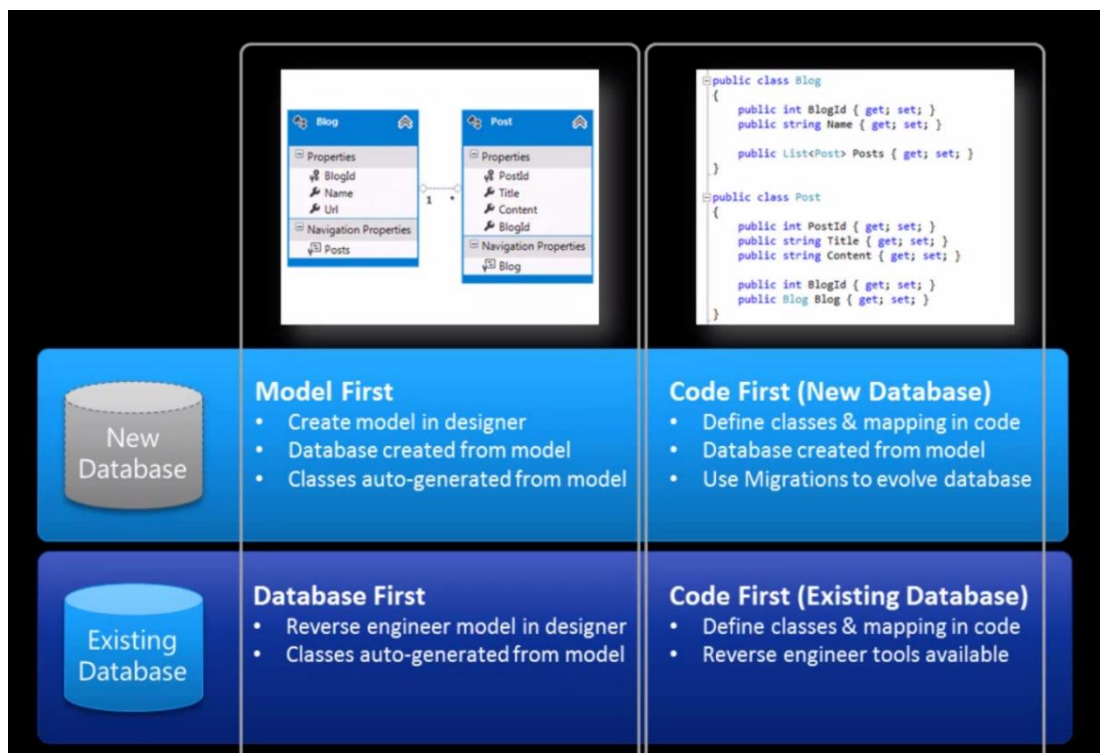 Blog
Properties
BlogId
Name
Url
Navigation Properties
Posts
1 *
Post
Properties
PostId
Title
Content
BlogId
Navigation Properties
Blog
public class Blog
{
public int BlogId { get; set; }
public string Name { get; set; }
public List<Post> Posts { get; set; }
}
public class Post
{
public int PostId { get; set; }
public string Title { get; set; }
public string Content { get; set; }
public int BlogId { get; set; }
public Blog Blog { get; set; }
}
New
Database
Model First
• Create model in designer
• Database created from model
• Classes auto-generated from model
Code First (New Database)
• Define classes & mapping in code
• Database created from model
• Use Migrations to evolve database
Existing
Database
Database First
• Reverse engineer model in designer
• Classes auto-generated from model
Code First (Existing Database)
• Define classes & mapping in code
• Reverse engineer tools available